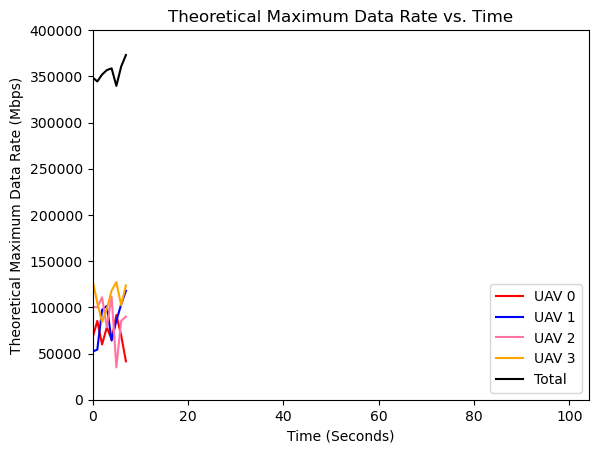 Theoretical Maximum Data Rate vs. Time
Theoretical Maximum Data Rate (Mbps)
400000
350000
300000
250000
200000
150000
100000
50000
0
UAV 0
UAV 1
UAV 2
UAV 3
Total
0 20 40 60 80 100
Time (Seconds)